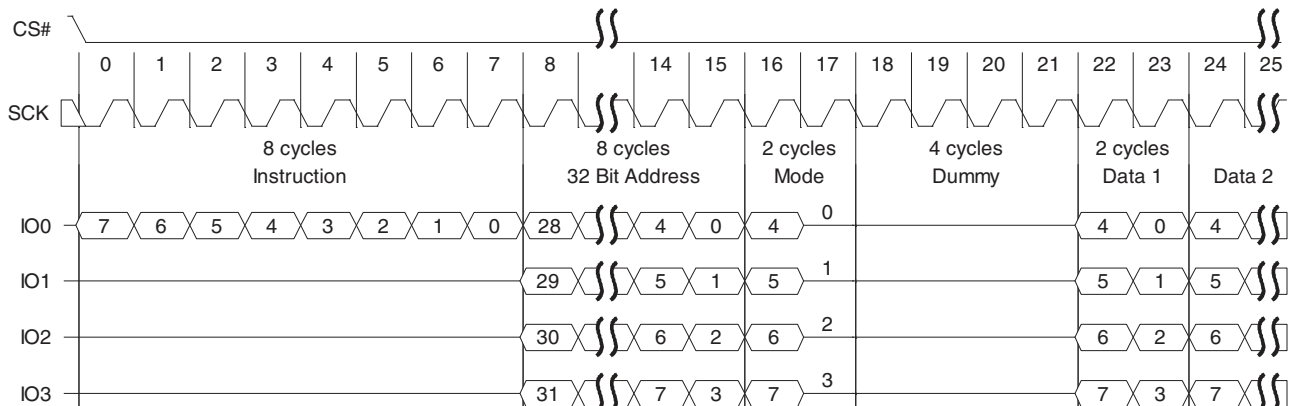 CS#
0 1 2 3 4 5 6 7 8 14 15 16 17 18 19 20 21 22 23 24 25
SCK
8 cycles 8 cycles 2 cycles 4 cycles 2 cycles
Instruction 32 Bit Address Mode Dummy Data 1 Data 2
IO0 7 6 5 4 3 2 1 0 28 4 0 4 0 4 0 4
IO1 29 5 1 5 1 5 1 5
IO2 30 6 2 6 2 6 2 6
IO3 31 7 3 7 3 7 3 7